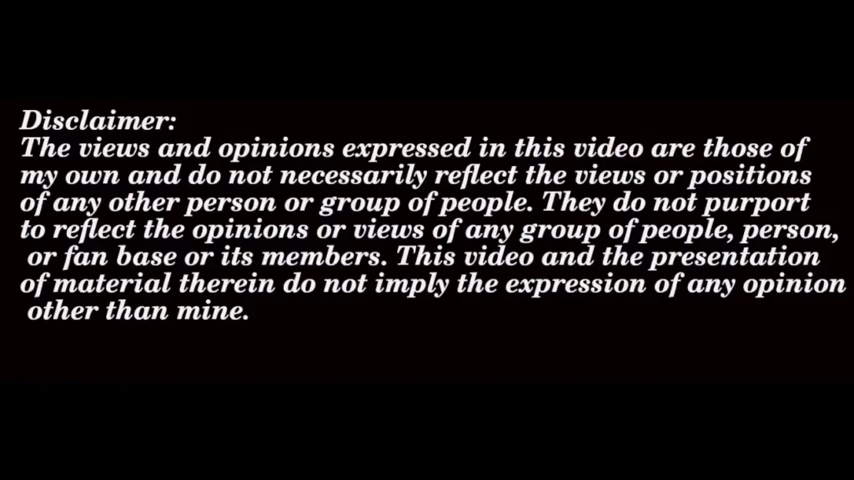 Disclaimer:
The views and opinions expressed in this video are those of
my own and do not necessarily reflect the views or positions
of any other person or group of people. They do not purport
to reflect the opinions or views of any group of people, person,
or fan base or its members. This video and the presentation
of material therein do not imply the expression of any opinion
other than mine.